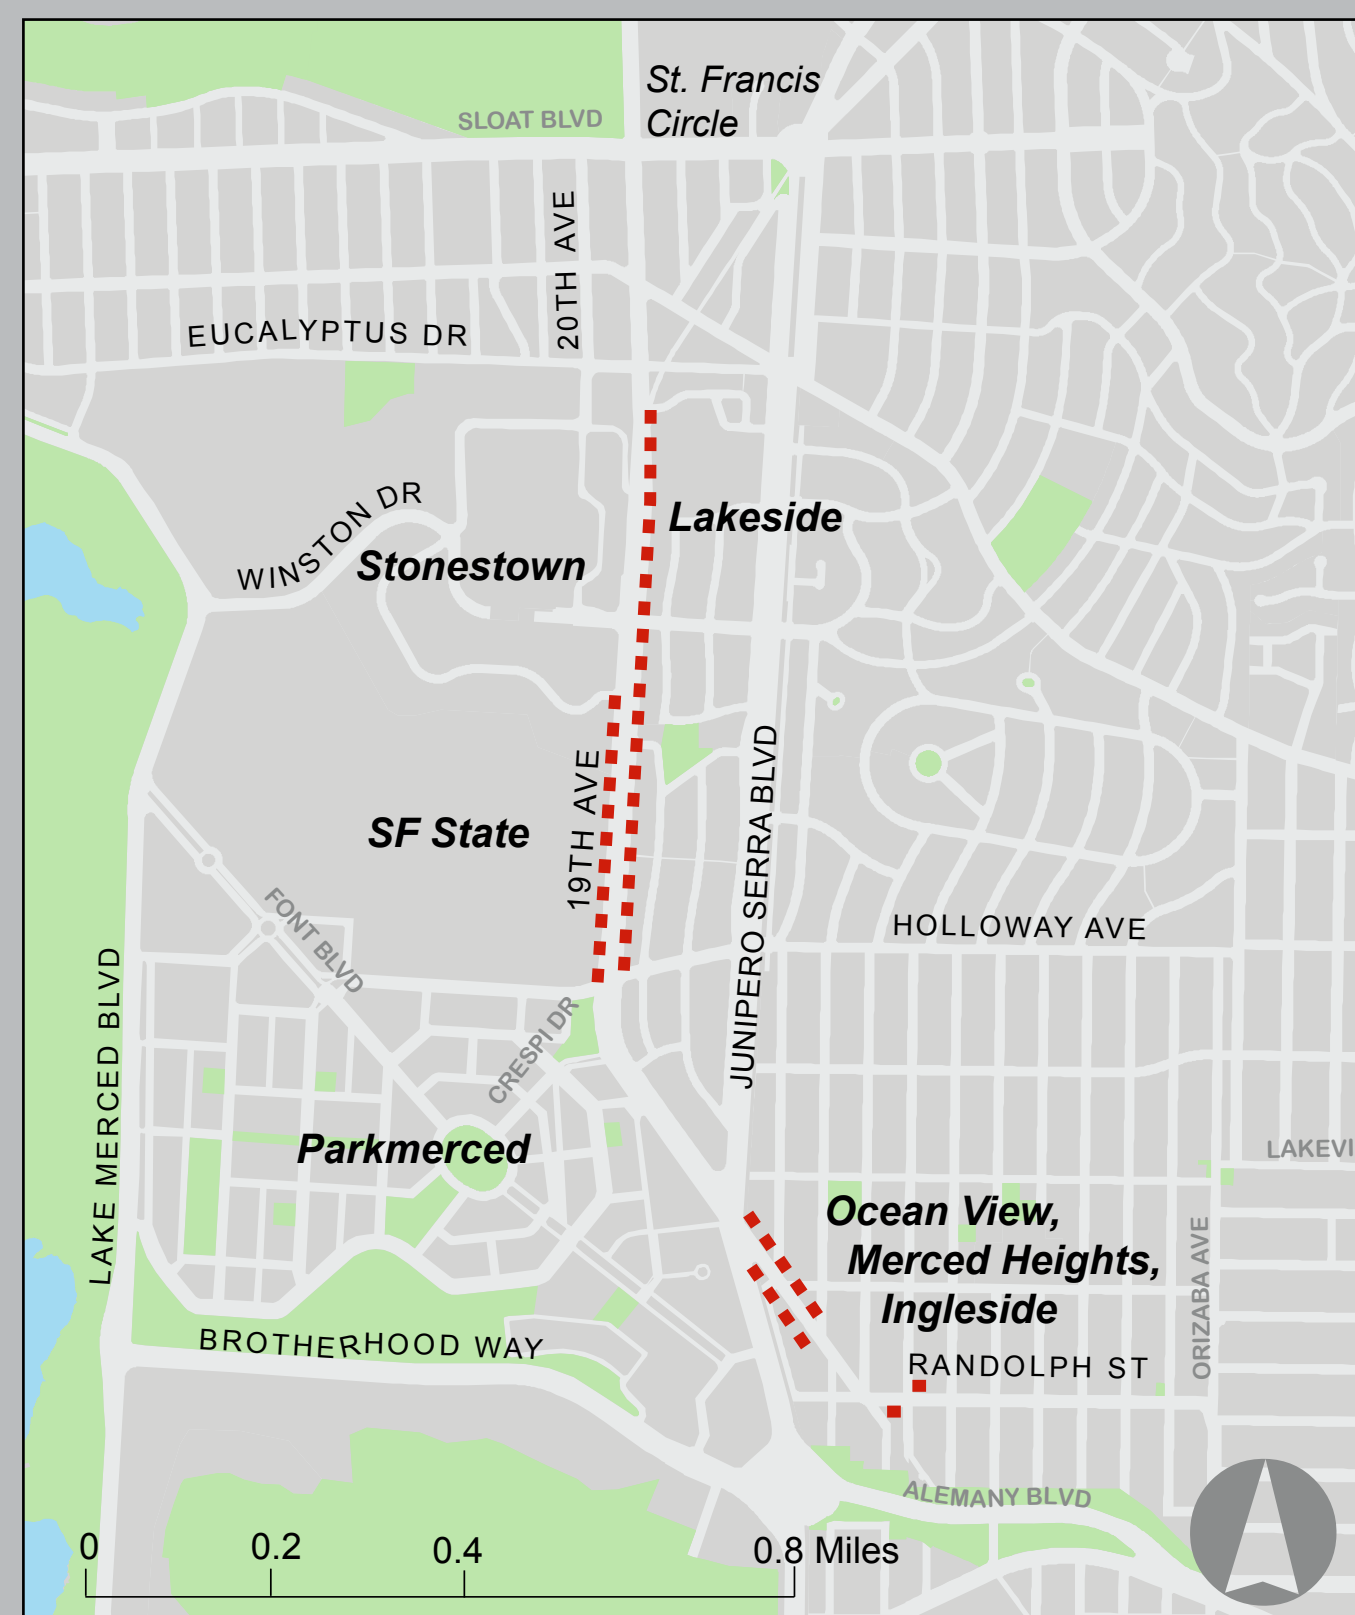 St. Francis
Circle
SLOAT BLVD
20TH AVE
EUCALYPTUS DR
WINSTON DR
Lakeside
Stonestown
19TH AVE
SF State
JUNIPERO SERRA BLVD
FONT BLVD
HOLLOWAY AVE
LAKE MERCED BLVD
CRESPI DR
Parkmerced
LAKEVI
Ocean View,
Merced Heights,
Ingleside
ORIZABA AVE
BROTHERHOOD WAY
RANDOLPH ST
ALEMANY BLVD
0 0.2 0.4 0.8 Miles